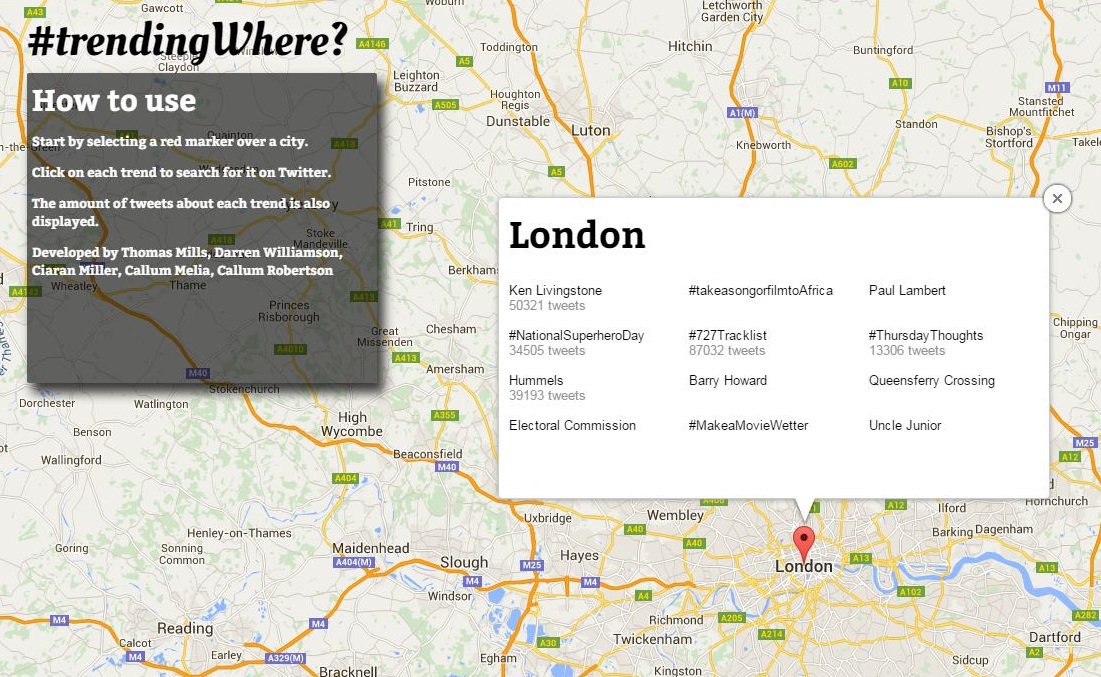 #trendingWhere?
How to use
Start by selecting a red marker over a city.
Click on each trend to search for it on Twitter.
The amount of tweets about each trend is also
displayed.
Developed by Thomas Mills, Darren Williamson,
Ciaran Miller, Callum Melia, Callum Robertson
London
Ken Livingstone
50321 tweets
#takeasongorfilmtoAfrica
Paul Lambert
#NationalSuperheroDay
34505 tweets
#727Tracklist
87032 tweets
#ThursdayThoughts
13306 tweets
Hummels
39193 tweets
Barry Howard
Queensferry Crossing
Electoral Commission
#MakeaMovieWetter
Uncle Junior
A43
Gawcott
Woburn
Letchworth
Garden City
A4146
Toddington
Hitchin
Buntingford
Steeple
Claydon
A5
Leighton
Buzzard
A10
M11
Houghton
Regis
A505
Dunstable
Luton
A1(M)
Stansted
Mountfitchet
Standon
Bishop's
Stortford
Quainton
A418
Knebworth
A602
A5
Pitstone
A41
Tring
A418
Stoke
Mandeville
Wheatley
Thame
Princes
Risborough
A413
Great
Missenden
Chesham
A413
A4010
Amersham
M40
Stokenchurch
Chipping
Ongar
Dorchester
Watlington
High
Wycombe
A355
Benson
Beaconsfield
M40
Wallingford
A404
M25
A12
Hornchurch
Uxbridge
Wembley
A406
A12
Ilford
A40
A40
Barking
Dagenham
Henley-on-Thames
Goring
Sonning
Common
Maidenhead
A404(M)
Slough
M25
Hayes
London
A13
A13
M4
M4
Windsor
A4
A102
A282
M4
Reading
M4
Richmond
A205
A214
Twickenham
Dartford
A2
Calcot
M4
Earley
A329(M)
Egham
A30
Sidcup
Bracknell
Kingston